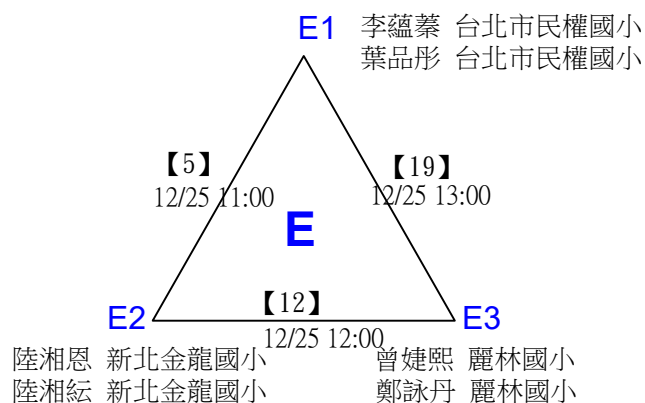 E1 李蘊蓁 台北市民權國小
葉品彤 台北市民權國小
【5】
12/25 11:00
【19】
12/25 13:00
E
【12】
12/25 12:00
E2
E3
陸湘恩 新北金龍國小
陸湘紜 新北金龍國小
曾婕熙 麗林國小
鄭詠丹 麗林國小